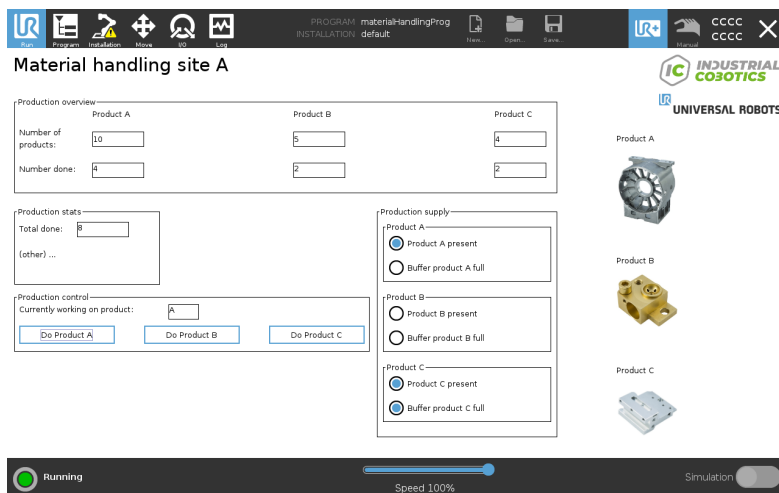 UR
Run
Program
Installation
Move
I/O
Log
PROGRAM materialHandlingProg
INSTALLATION default
New...
Open...
Save...
UR+
Manual
CCCC
CCCC
Material handling site A
IC INDUSTRIAL COBOTICS
UR UNIVERSAL ROBOTS
Production overview
Product A Product B Product C
Number of products: 10 5 4
Number done: 4 2 2
Production stats
Total done: 8
(other) ...
Production control
Currently working on product: A
Do Product A Do Product B Do Product C
Production supply
Product A
Product A present
Buffer product A full
Product B
Product B present
Buffer product B full
Product C
Product C present
Buffer product C full
Product A
Product B
Product C
Running
Speed 100%
Simulation